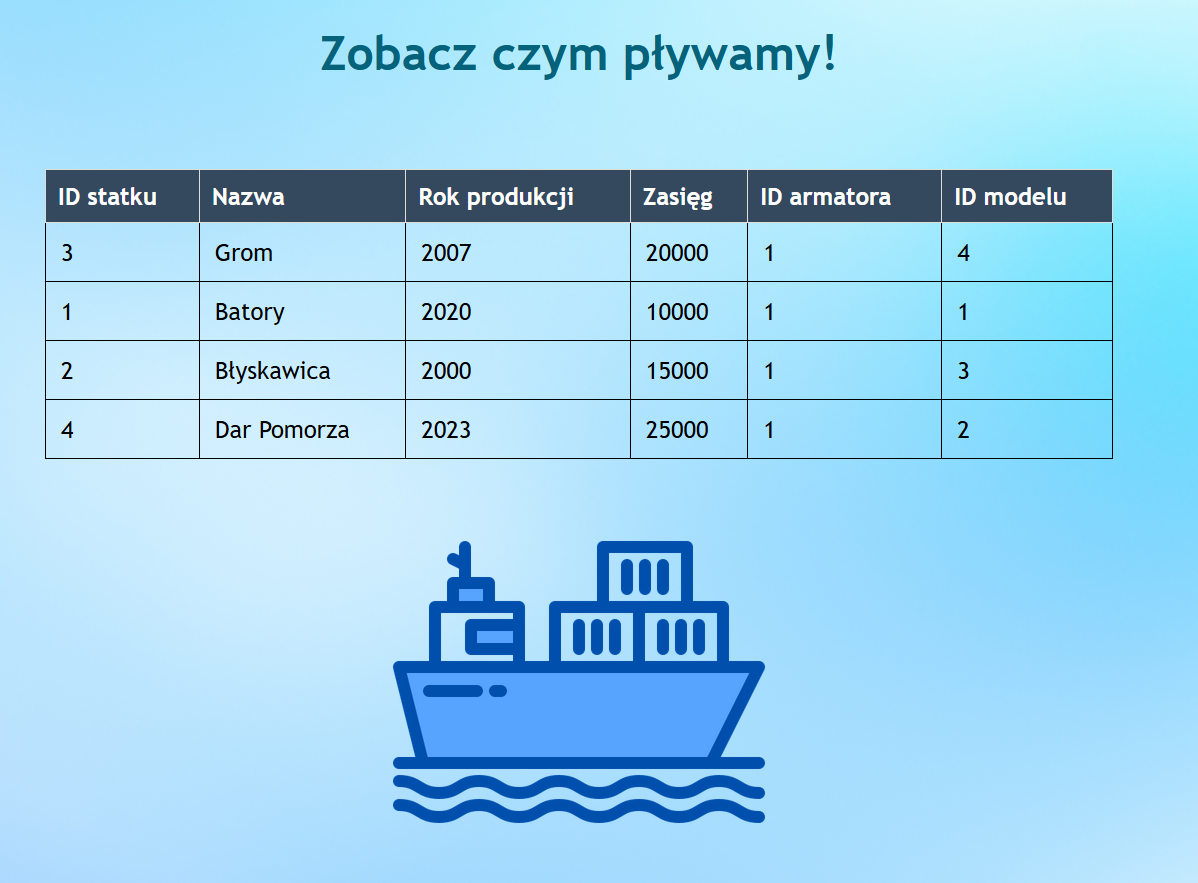 Zobacz czym pływamy!
ID statku Nazwa Rok produkcji Zasięg ID armatora ID modelu
3 Grom 2007 20000 1 4
1 Batory 2020 10000 1 1
2 Błyskawica 2000 15000 1 3
4 Dar Pomorza 2023 25000 1 2